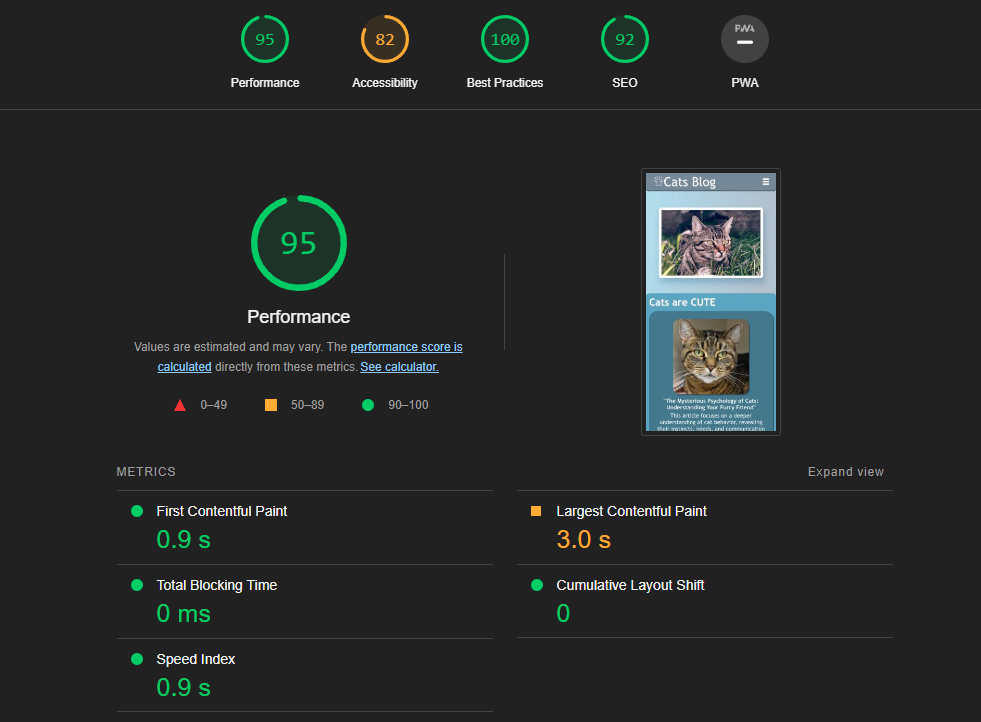 95
82
100
92
PWA
Performance
Accessibility
Best Practices
SEO
PWA
Cats Blog
Cats are CUTE
"The Mysterious Psychology of Cats:
Understanding Your Furry Friend"
This article focuses on a deeper
understanding of cat behavior, revealing
their instincts, needs, and communication
95
Performance
Values are estimated and may vary. The performance score is
calculated directly from these metrics. See calculator.
0–49
50–89
90–100
METRICS
Expand view
First Contentful Paint
0.9 s
Largest Contentful Paint
3.0 s
Total Blocking Time
0 ms
Cumulative Layout Shift
0
Speed Index
0.9 s